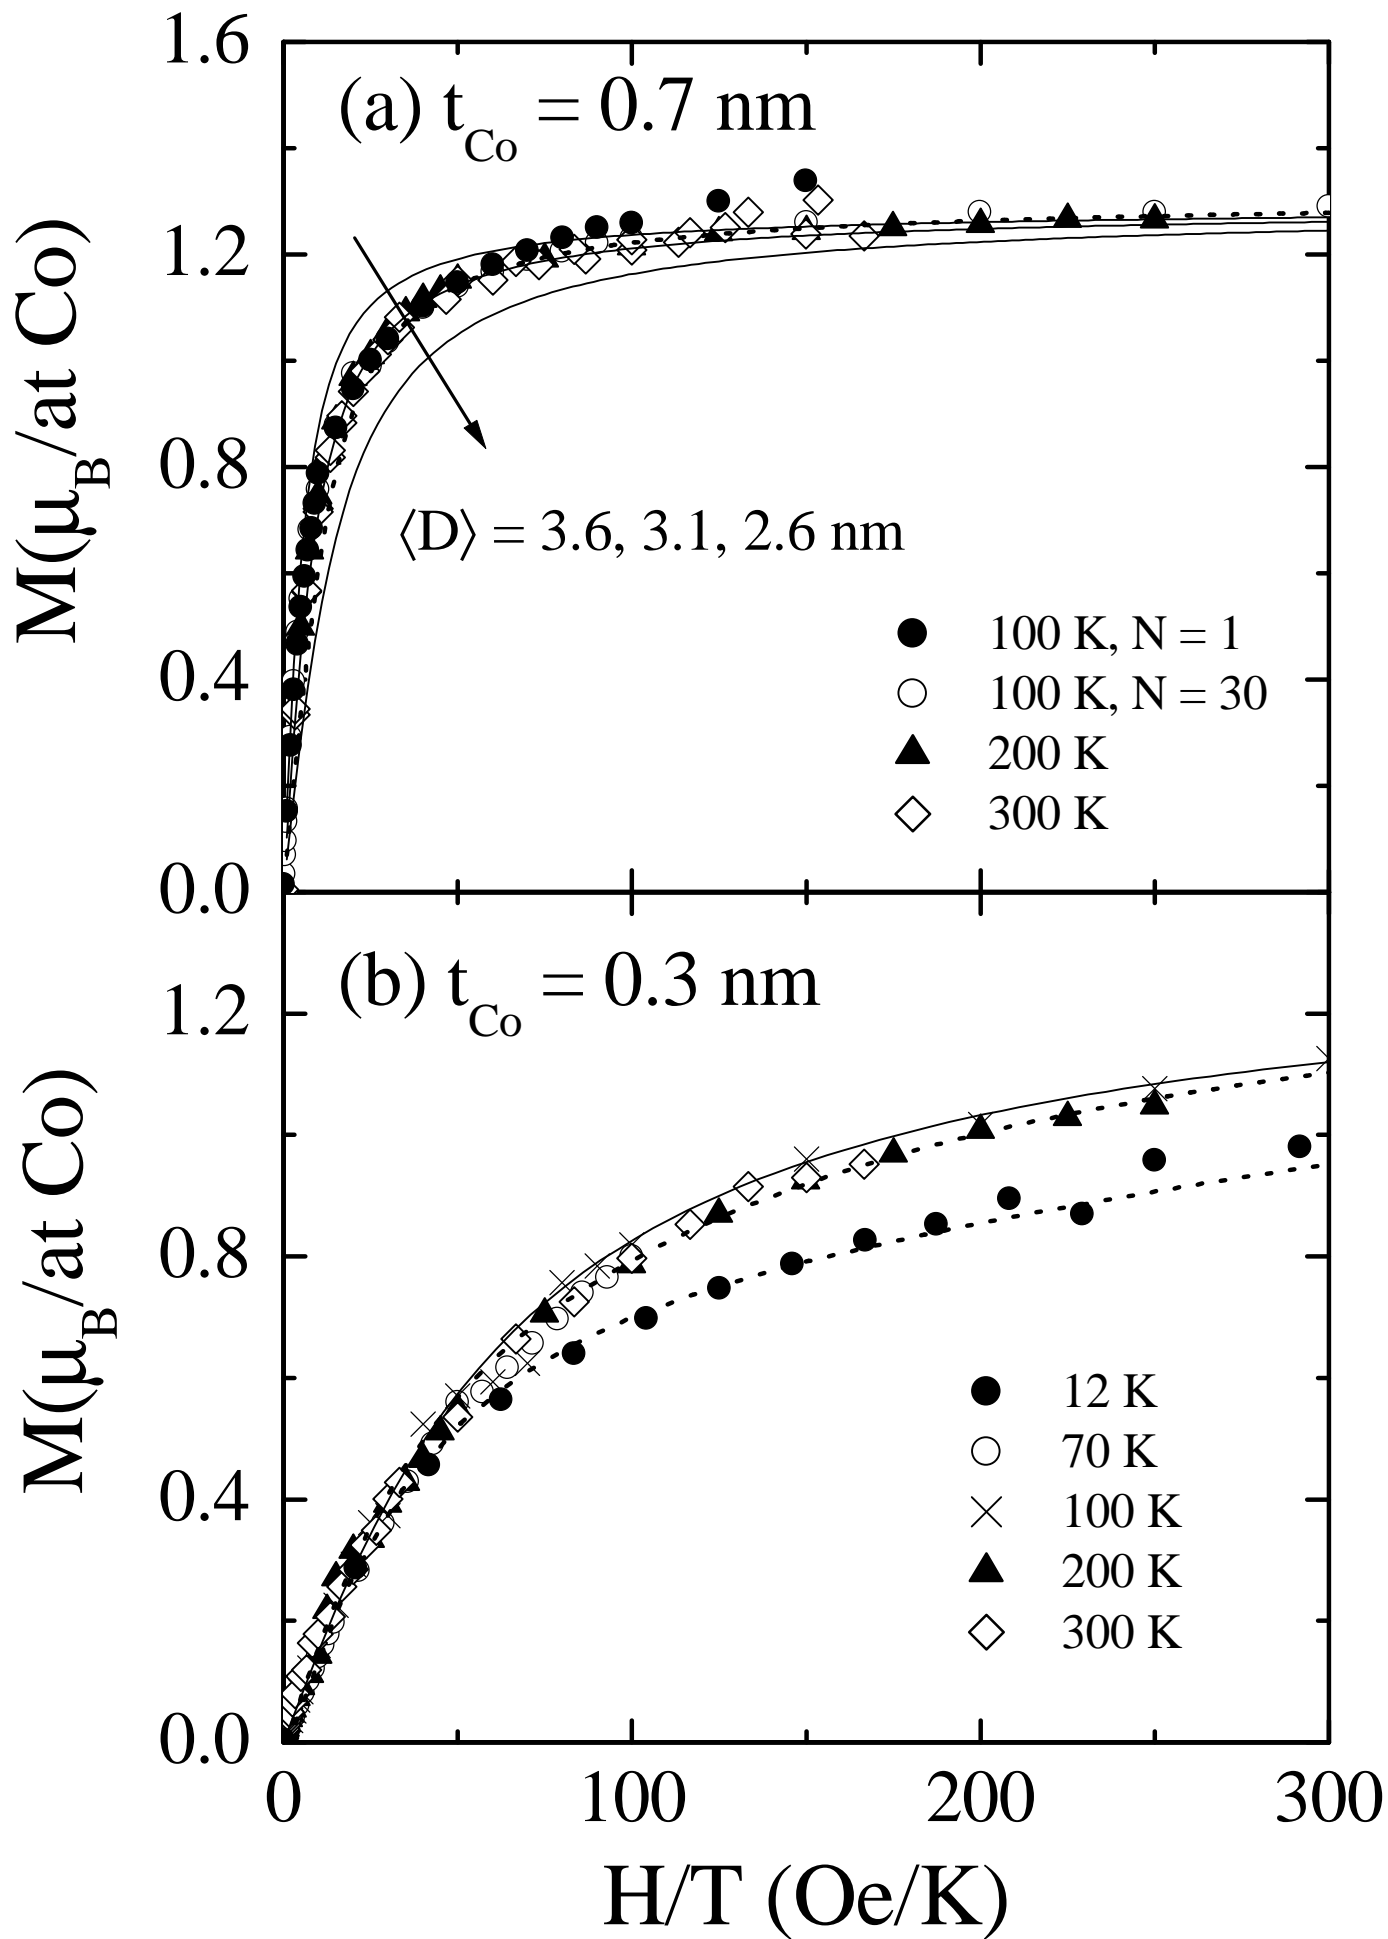 1.6
(a) t_Co = 0.7 nm
1.2
M(μ_B/at Co)
0.8
⟨D⟩ = 3.6, 3.1, 2.6 nm
100 K, N = 1
0.4
100 K, N = 30
200 K
300 K
0.0
(b) t_Co = 0.3 nm
1.2
M(μ_B/at Co)
0.8
12 K
70 K
0.4
100 K
200 K
300 K
0.0
0 100 200 300
H/T (Oe/K)